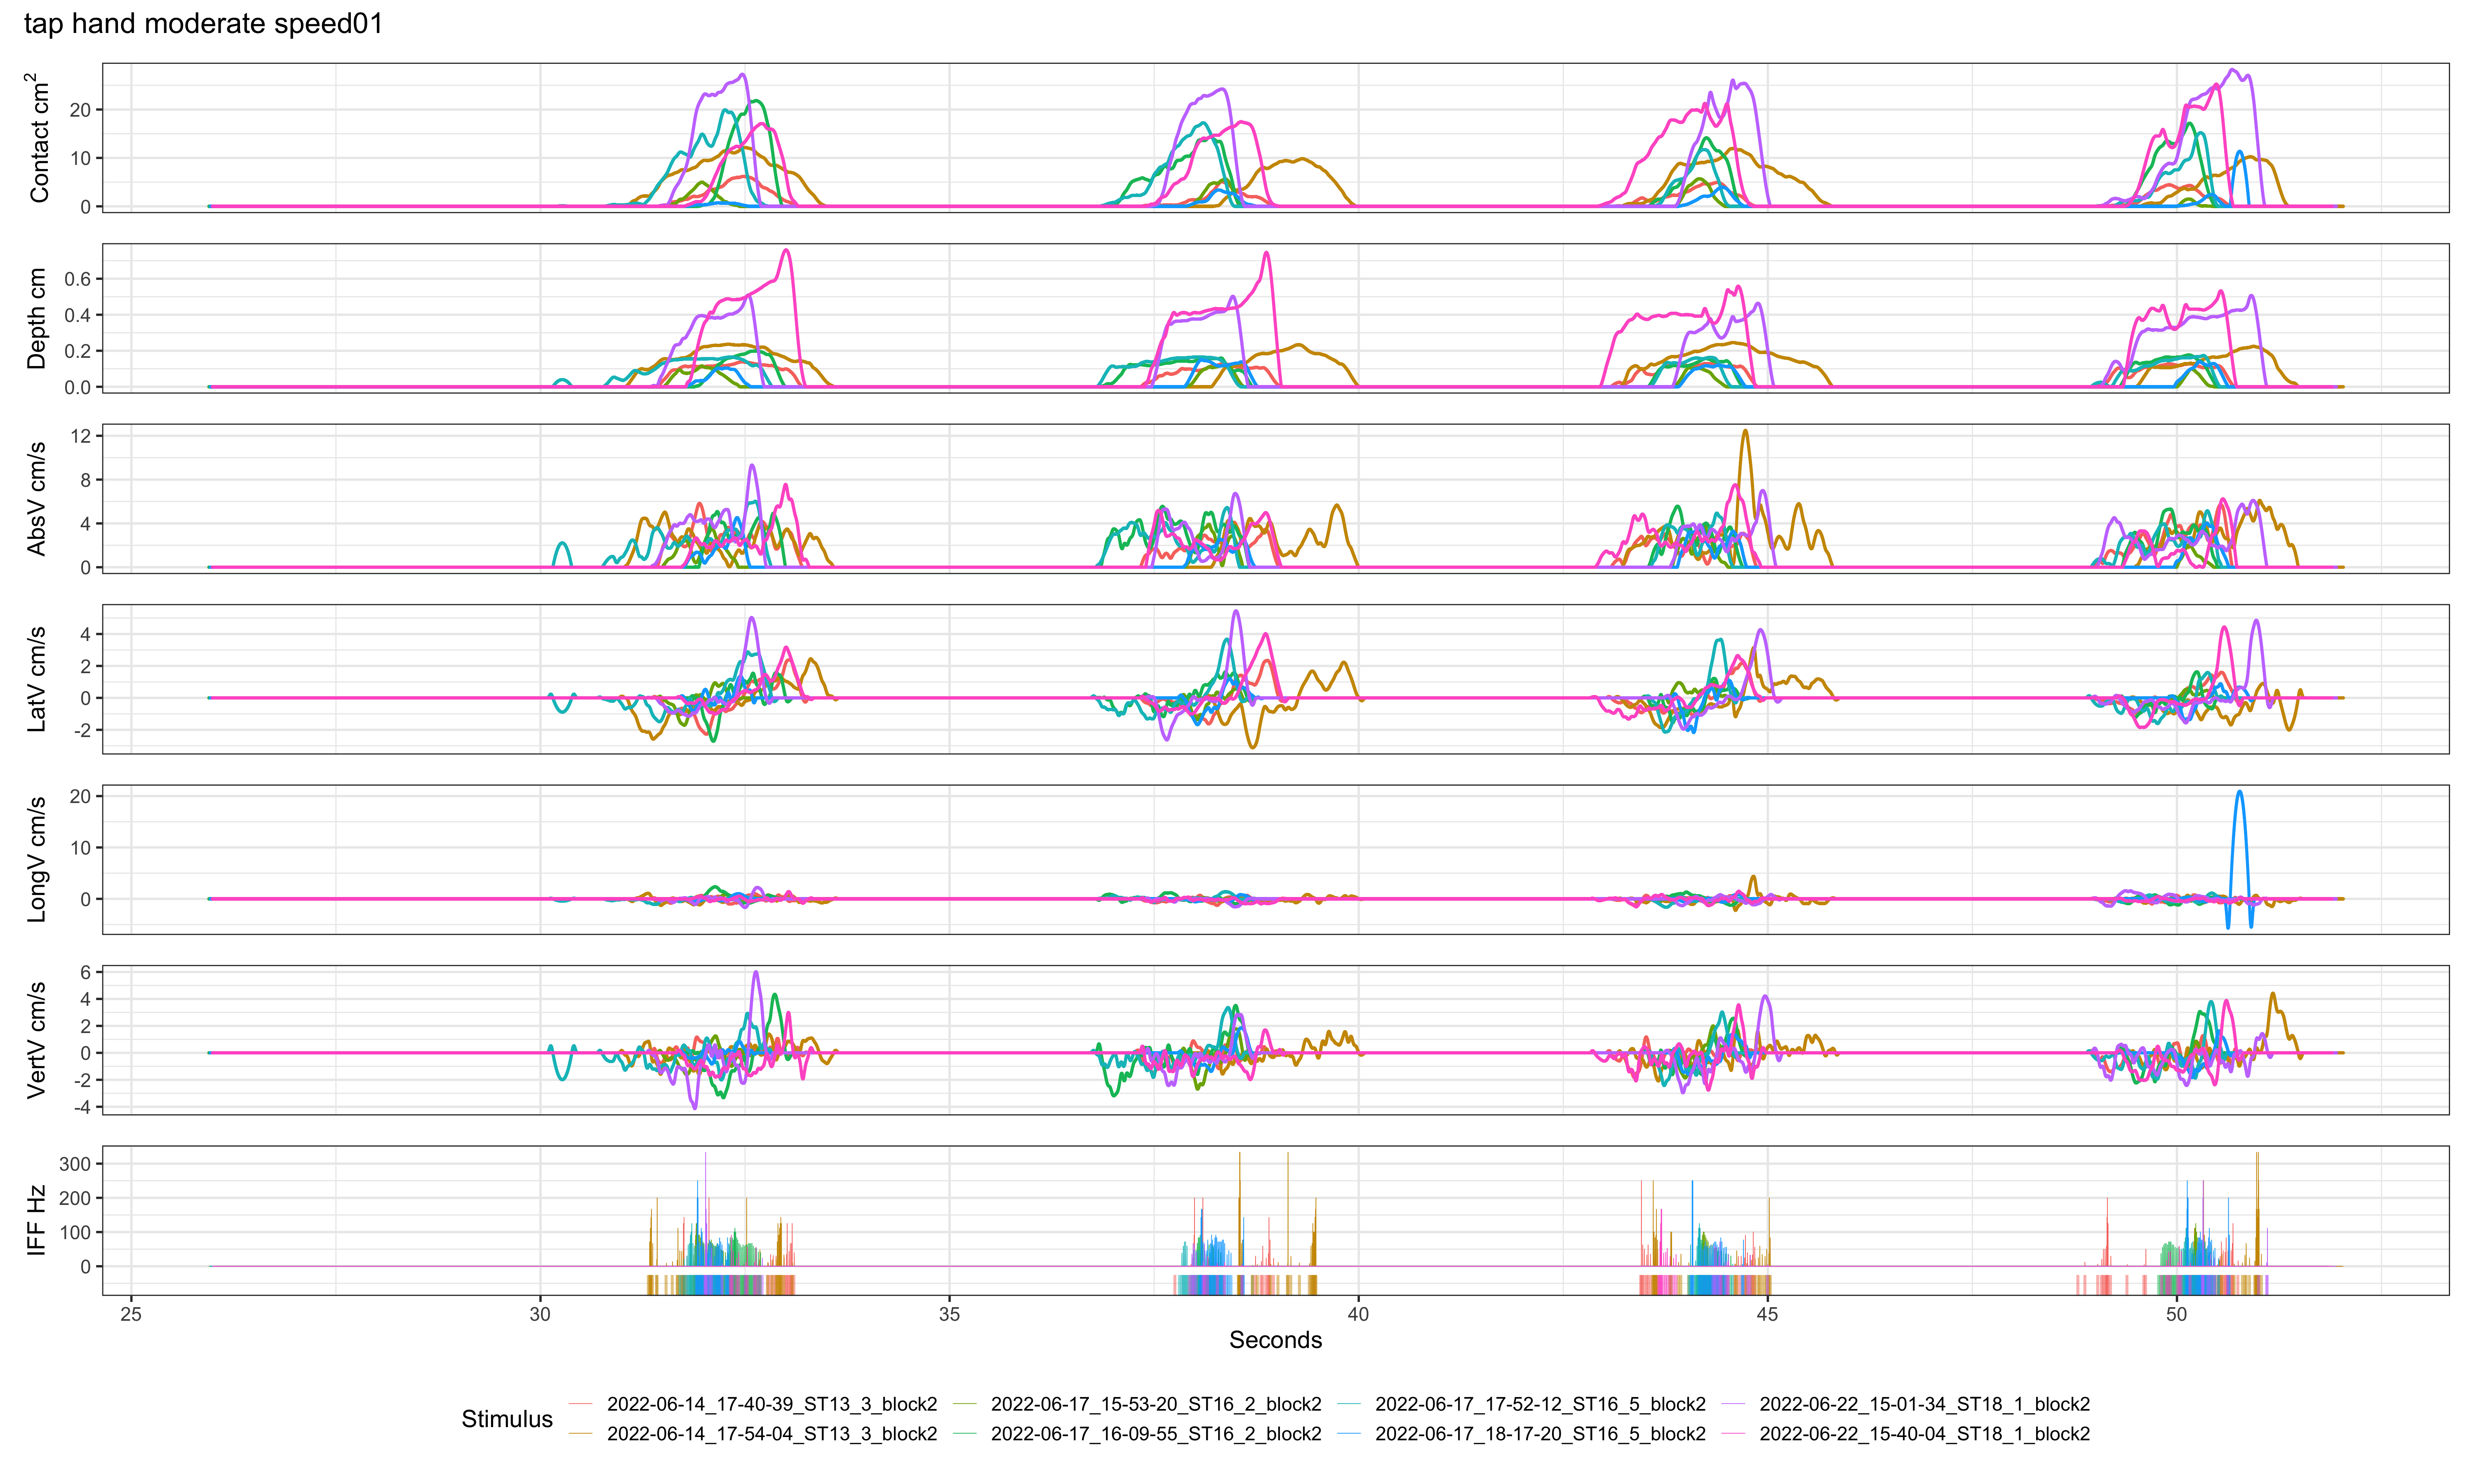 tap hand moderate speed01
Contact cm²
0
10
20
Depth cm
0.0
0.2
0.4
0.6
AbsV cm/s
0
4
8
12
LatV cm/s
-2
0
2
4
LongV cm/s
0
10
20
VertV cm/s
-4
-2
0
2
4
6
IFF Hz
0
100
200
300
25 30 35 40 45 50
Seconds
Stimulus
2022-06-14_17-40-39_ST13_3_block2 2022-06-17_15-53-20_ST16_2_block2 2022-06-17_17-52-12_ST16_5_block2 2022-06-22_15-01-34_ST18_1_block2
2022-06-14_17-54-04_ST13_3_block2 2022-06-17_16-09-55_ST16_2_block2 2022-06-17_18-17-20_ST16_5_block2 2022-06-22_15-40-04_ST18_1_block2